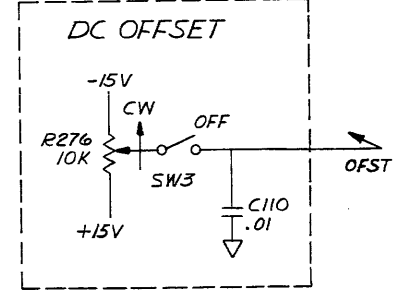 DC OFFSET
-15V
CW
OFF
R276
10K
SW3
OFST
C110
.01
+15V